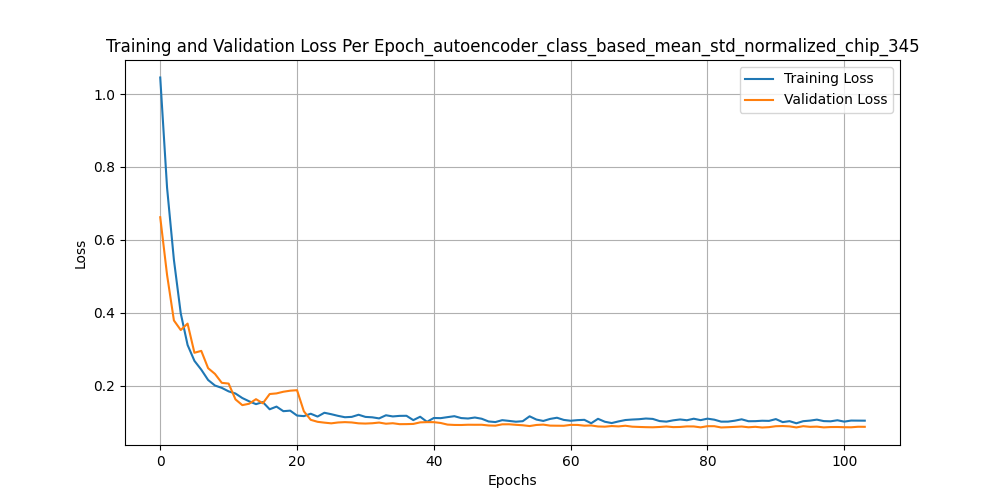 Training and Validation Loss Per Epoch_autoencoder_class_based_mean_std_normalized_chip_345
Training Loss
Validation Loss
1.0
0.8
0.6
0.4
0.2
Loss
0
20
40
60
80
100
Epochs